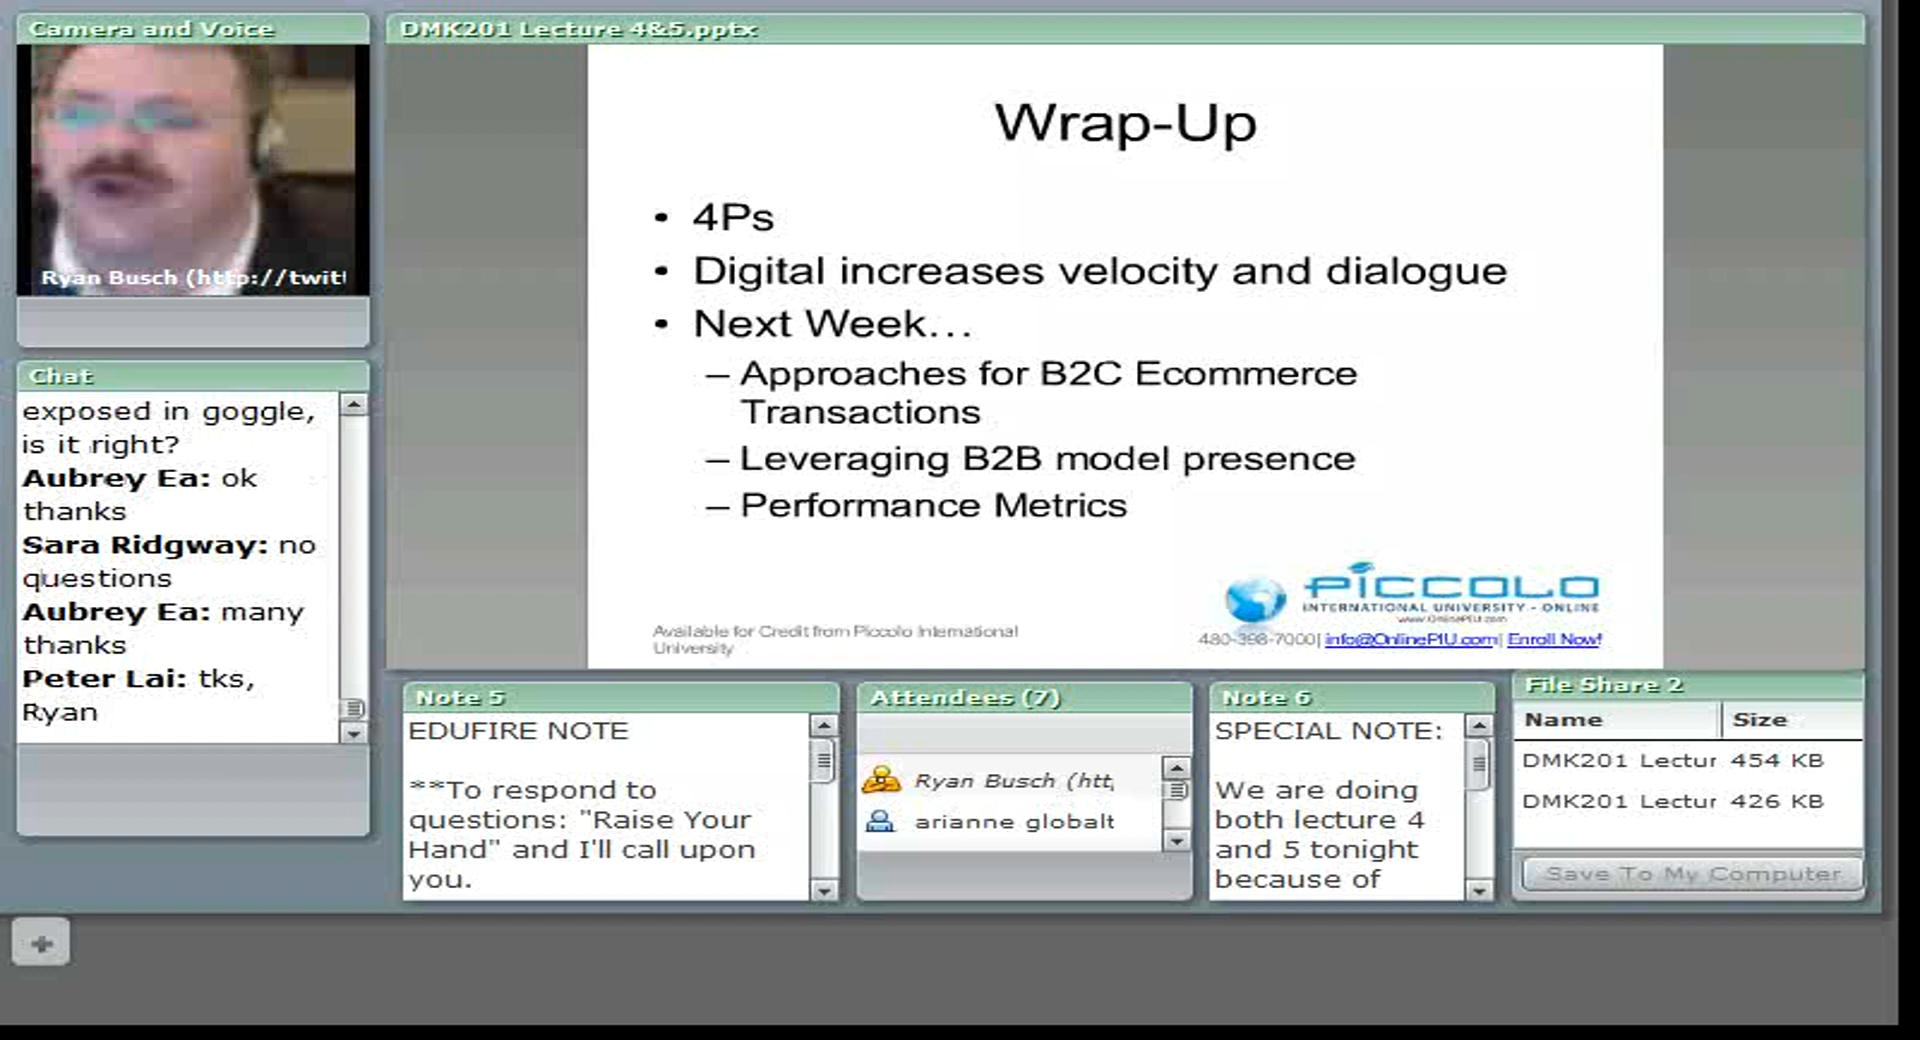 Camera and Voice
Ryan Busch (http://twitt
Chat
exposed in goggle,
is it right?
Aubrey Ea: ok
thanks
Sara Ridgway: no
questions
Aubrey Ea: many
thanks
Peter Lai: tks,
Ryan
DMK201 Lecture 4&5.pptx
Wrap-Up
• 4Ps
• Digital increases velocity and dialogue
• Next Week…
– Approaches for B2C Ecommerce
Transactions
– Leveraging B2B model presence
– Performance Metrics
Available for Credit from Piccolo International
University
PICCOLO
INTERNATIONAL UNIVERSITY - ONLINE
www.OnlinePIU.com
480-398-7000| info@OnlinePIU.com| Enroll Now!
Note 5
EDUFIRE NOTE
**To respond to
questions: "Raise Your
Hand" and I'll call upon
you.
Attendees (7)
Ryan Busch (htt
arianne globalt
Note 6
SPECIAL NOTE:
We are doing
both lecture 4
and 5 tonight
because of
File Share 2
Name Size
DMK201 Lectur 454 KB
DMK201 Lectur 426 KB
Save To My Computer